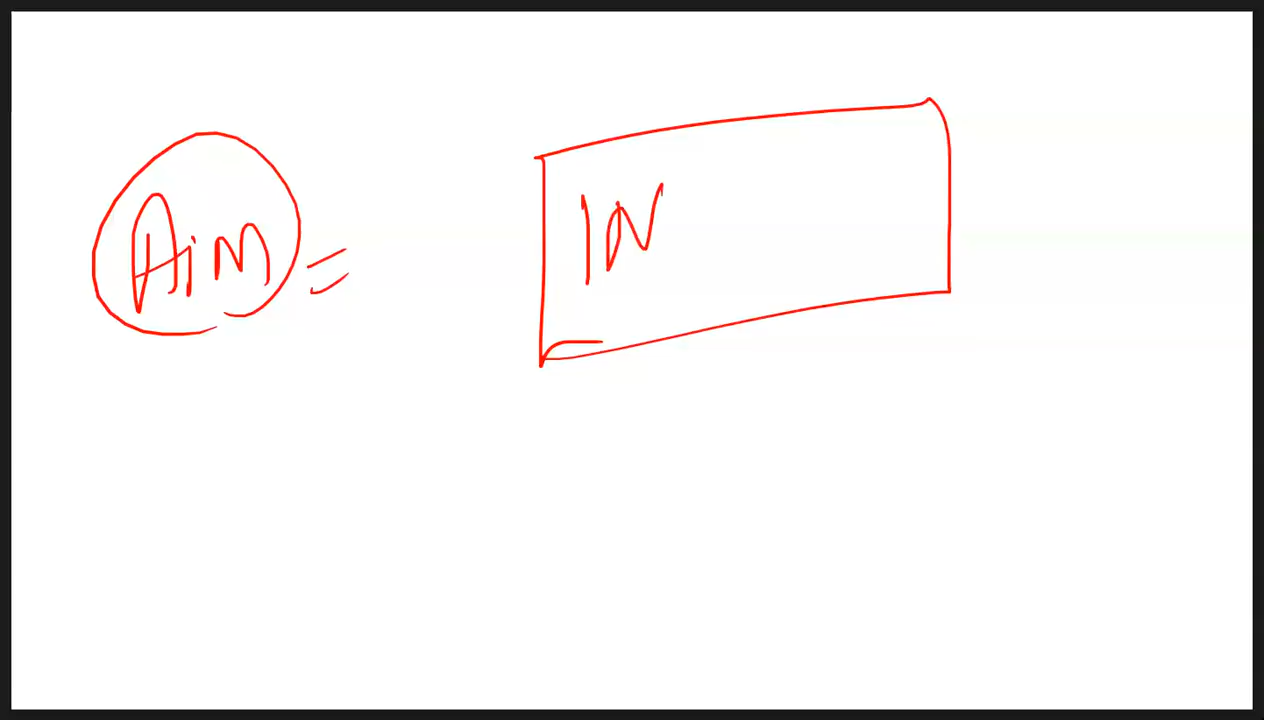 Aim = IN